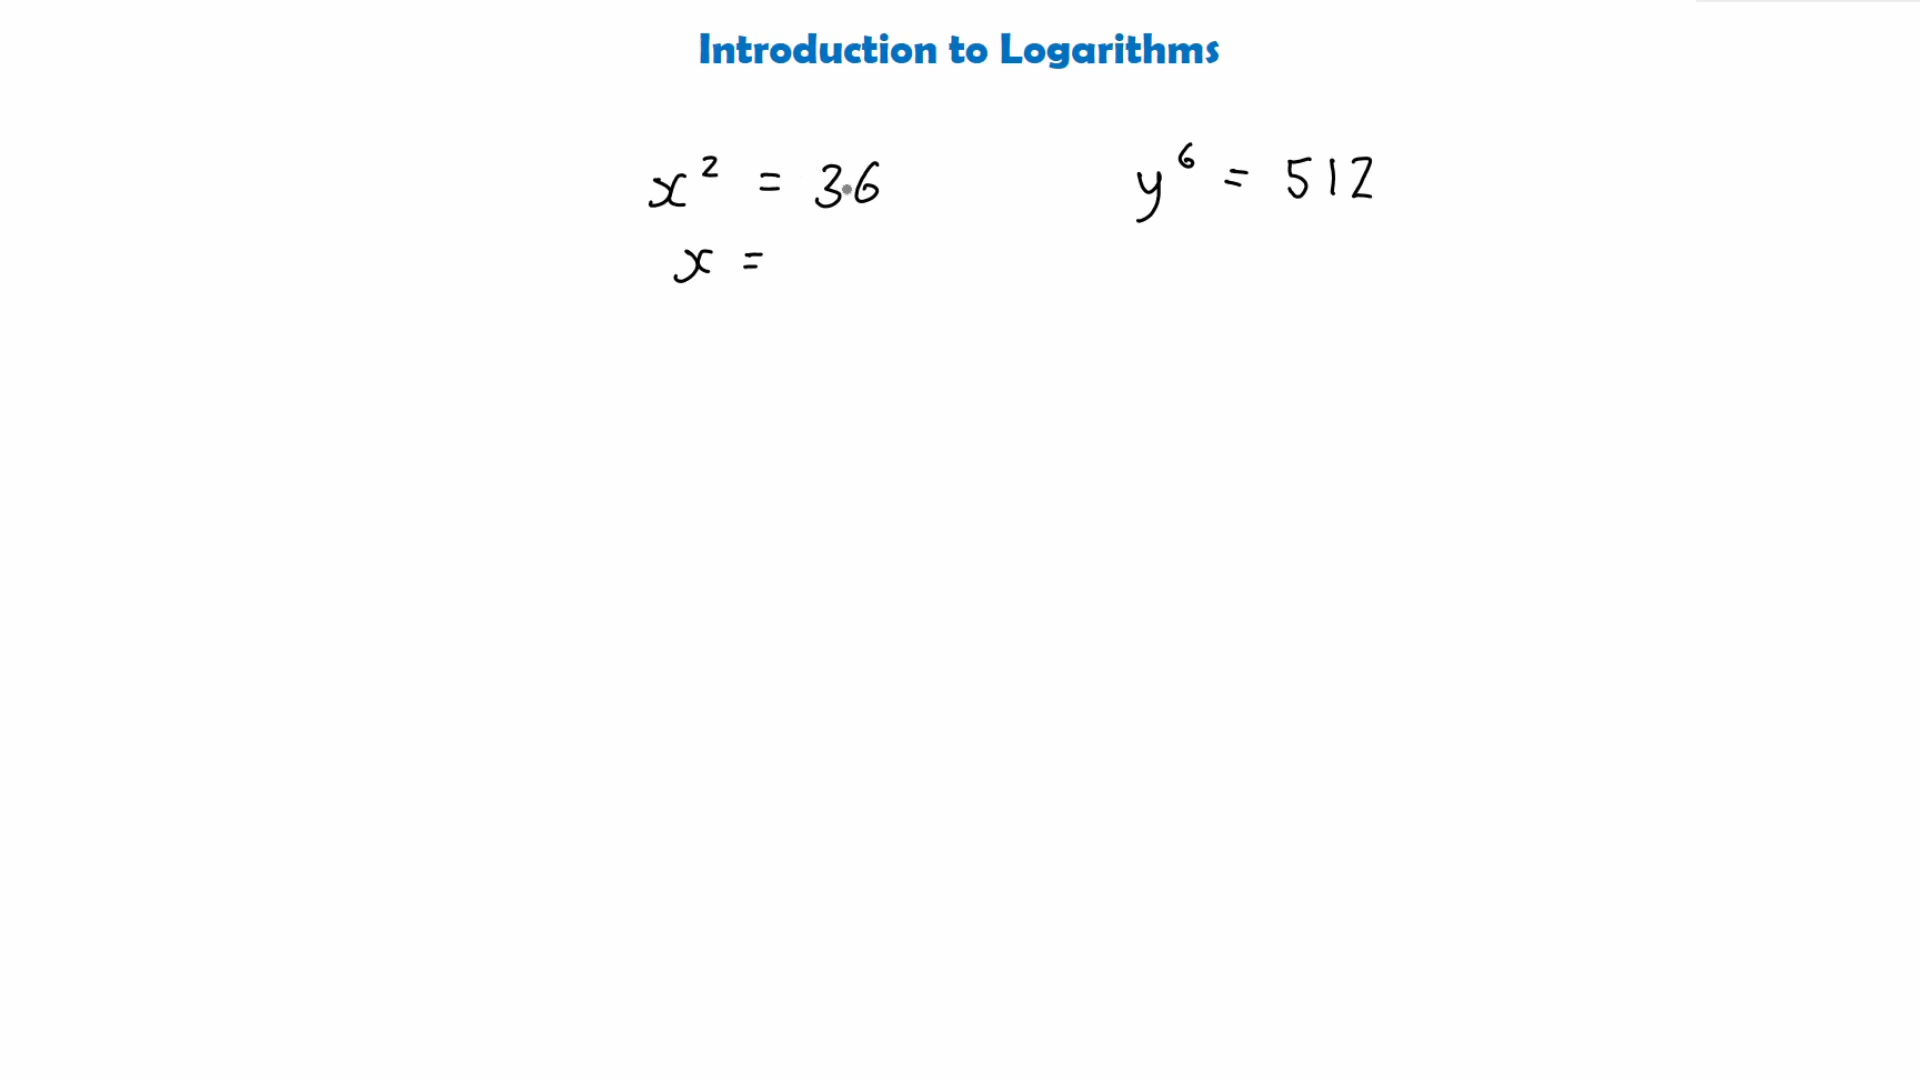 Introduction to Logarithms
x² = 36
y⁶ = 512
x =